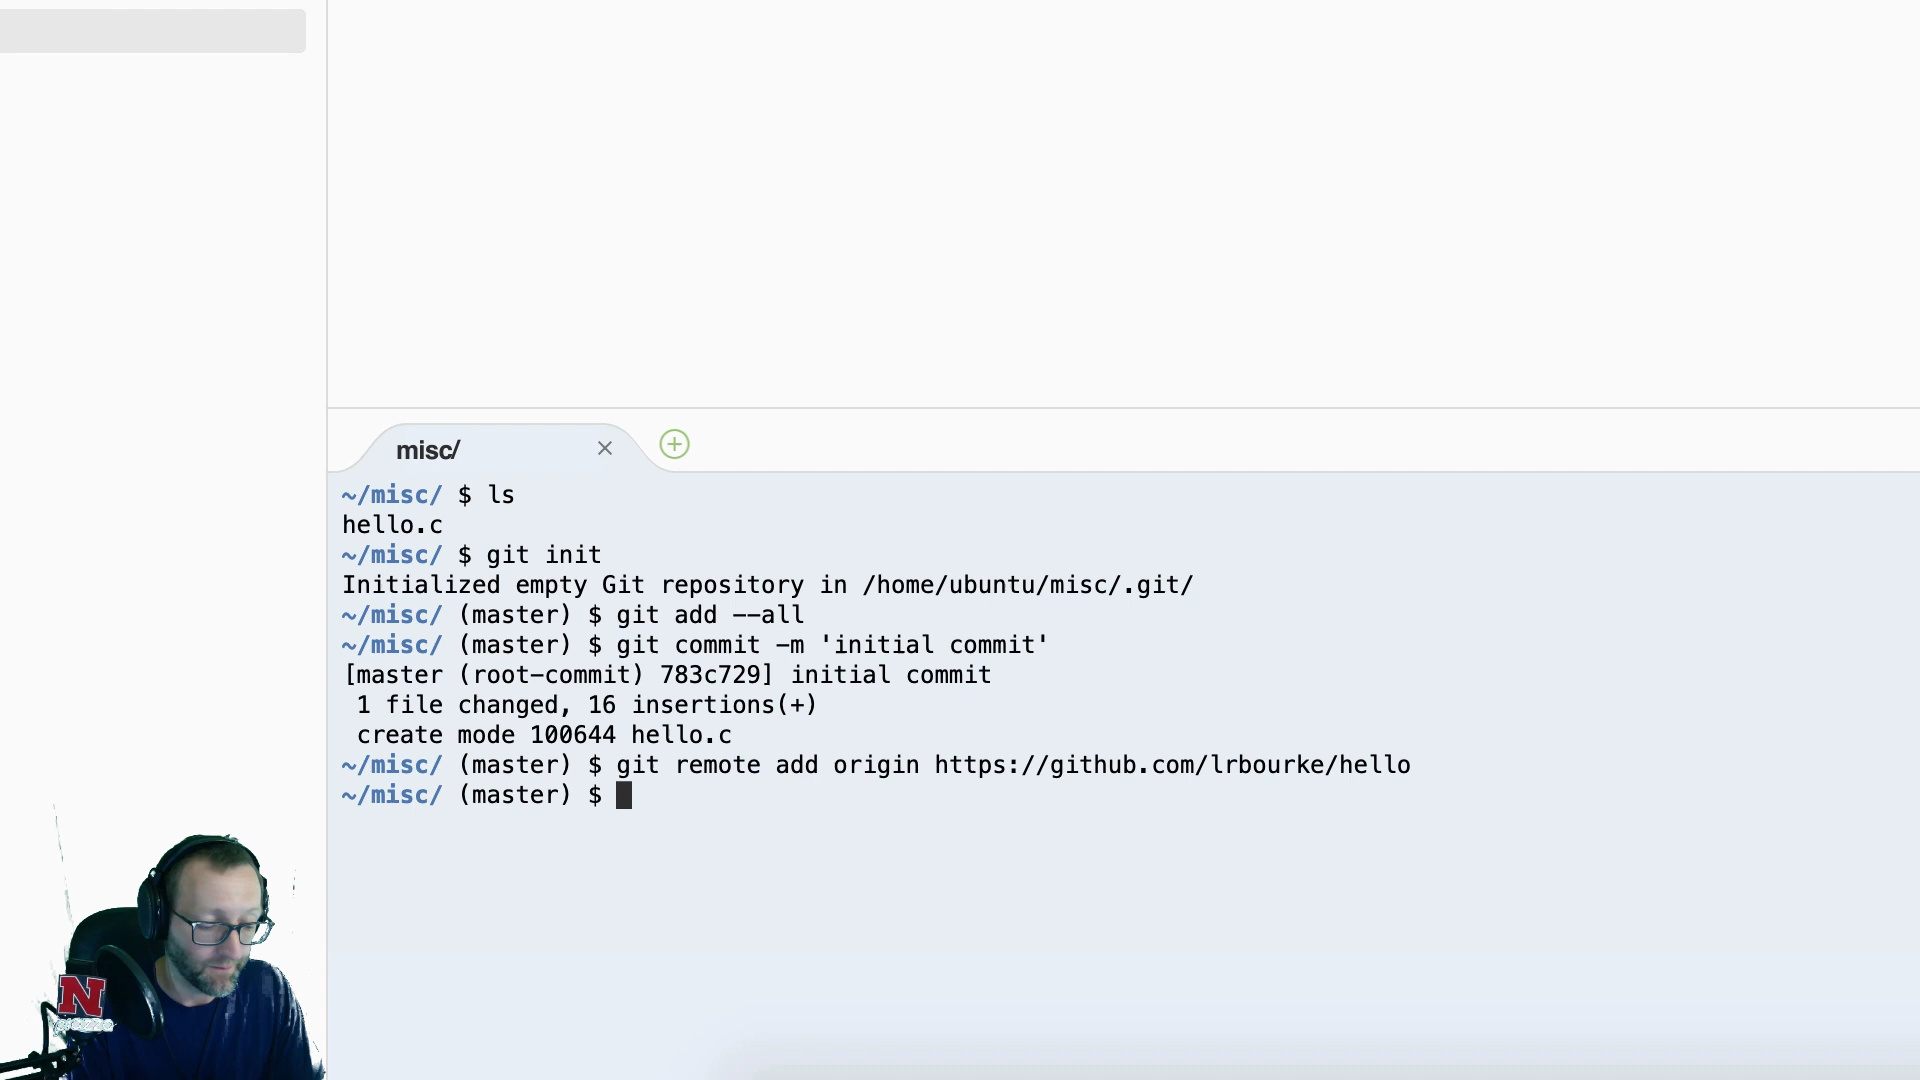 misc/
~/misc/ $ ls
hello.c
~/misc/ $ git init
Initialized empty Git repository in /home/ubuntu/misc/.git/
~/misc/ (master) $ git add --all
~/misc/ (master) $ git commit -m 'initial commit'
[master (root-commit) 783c729] initial commit
1 file changed, 16 insertions(+)
create mode 100644 hello.c
~/misc/ (master) $ git remote add origin https://github.com/lrbourke/hello
~/misc/ (master) $
N